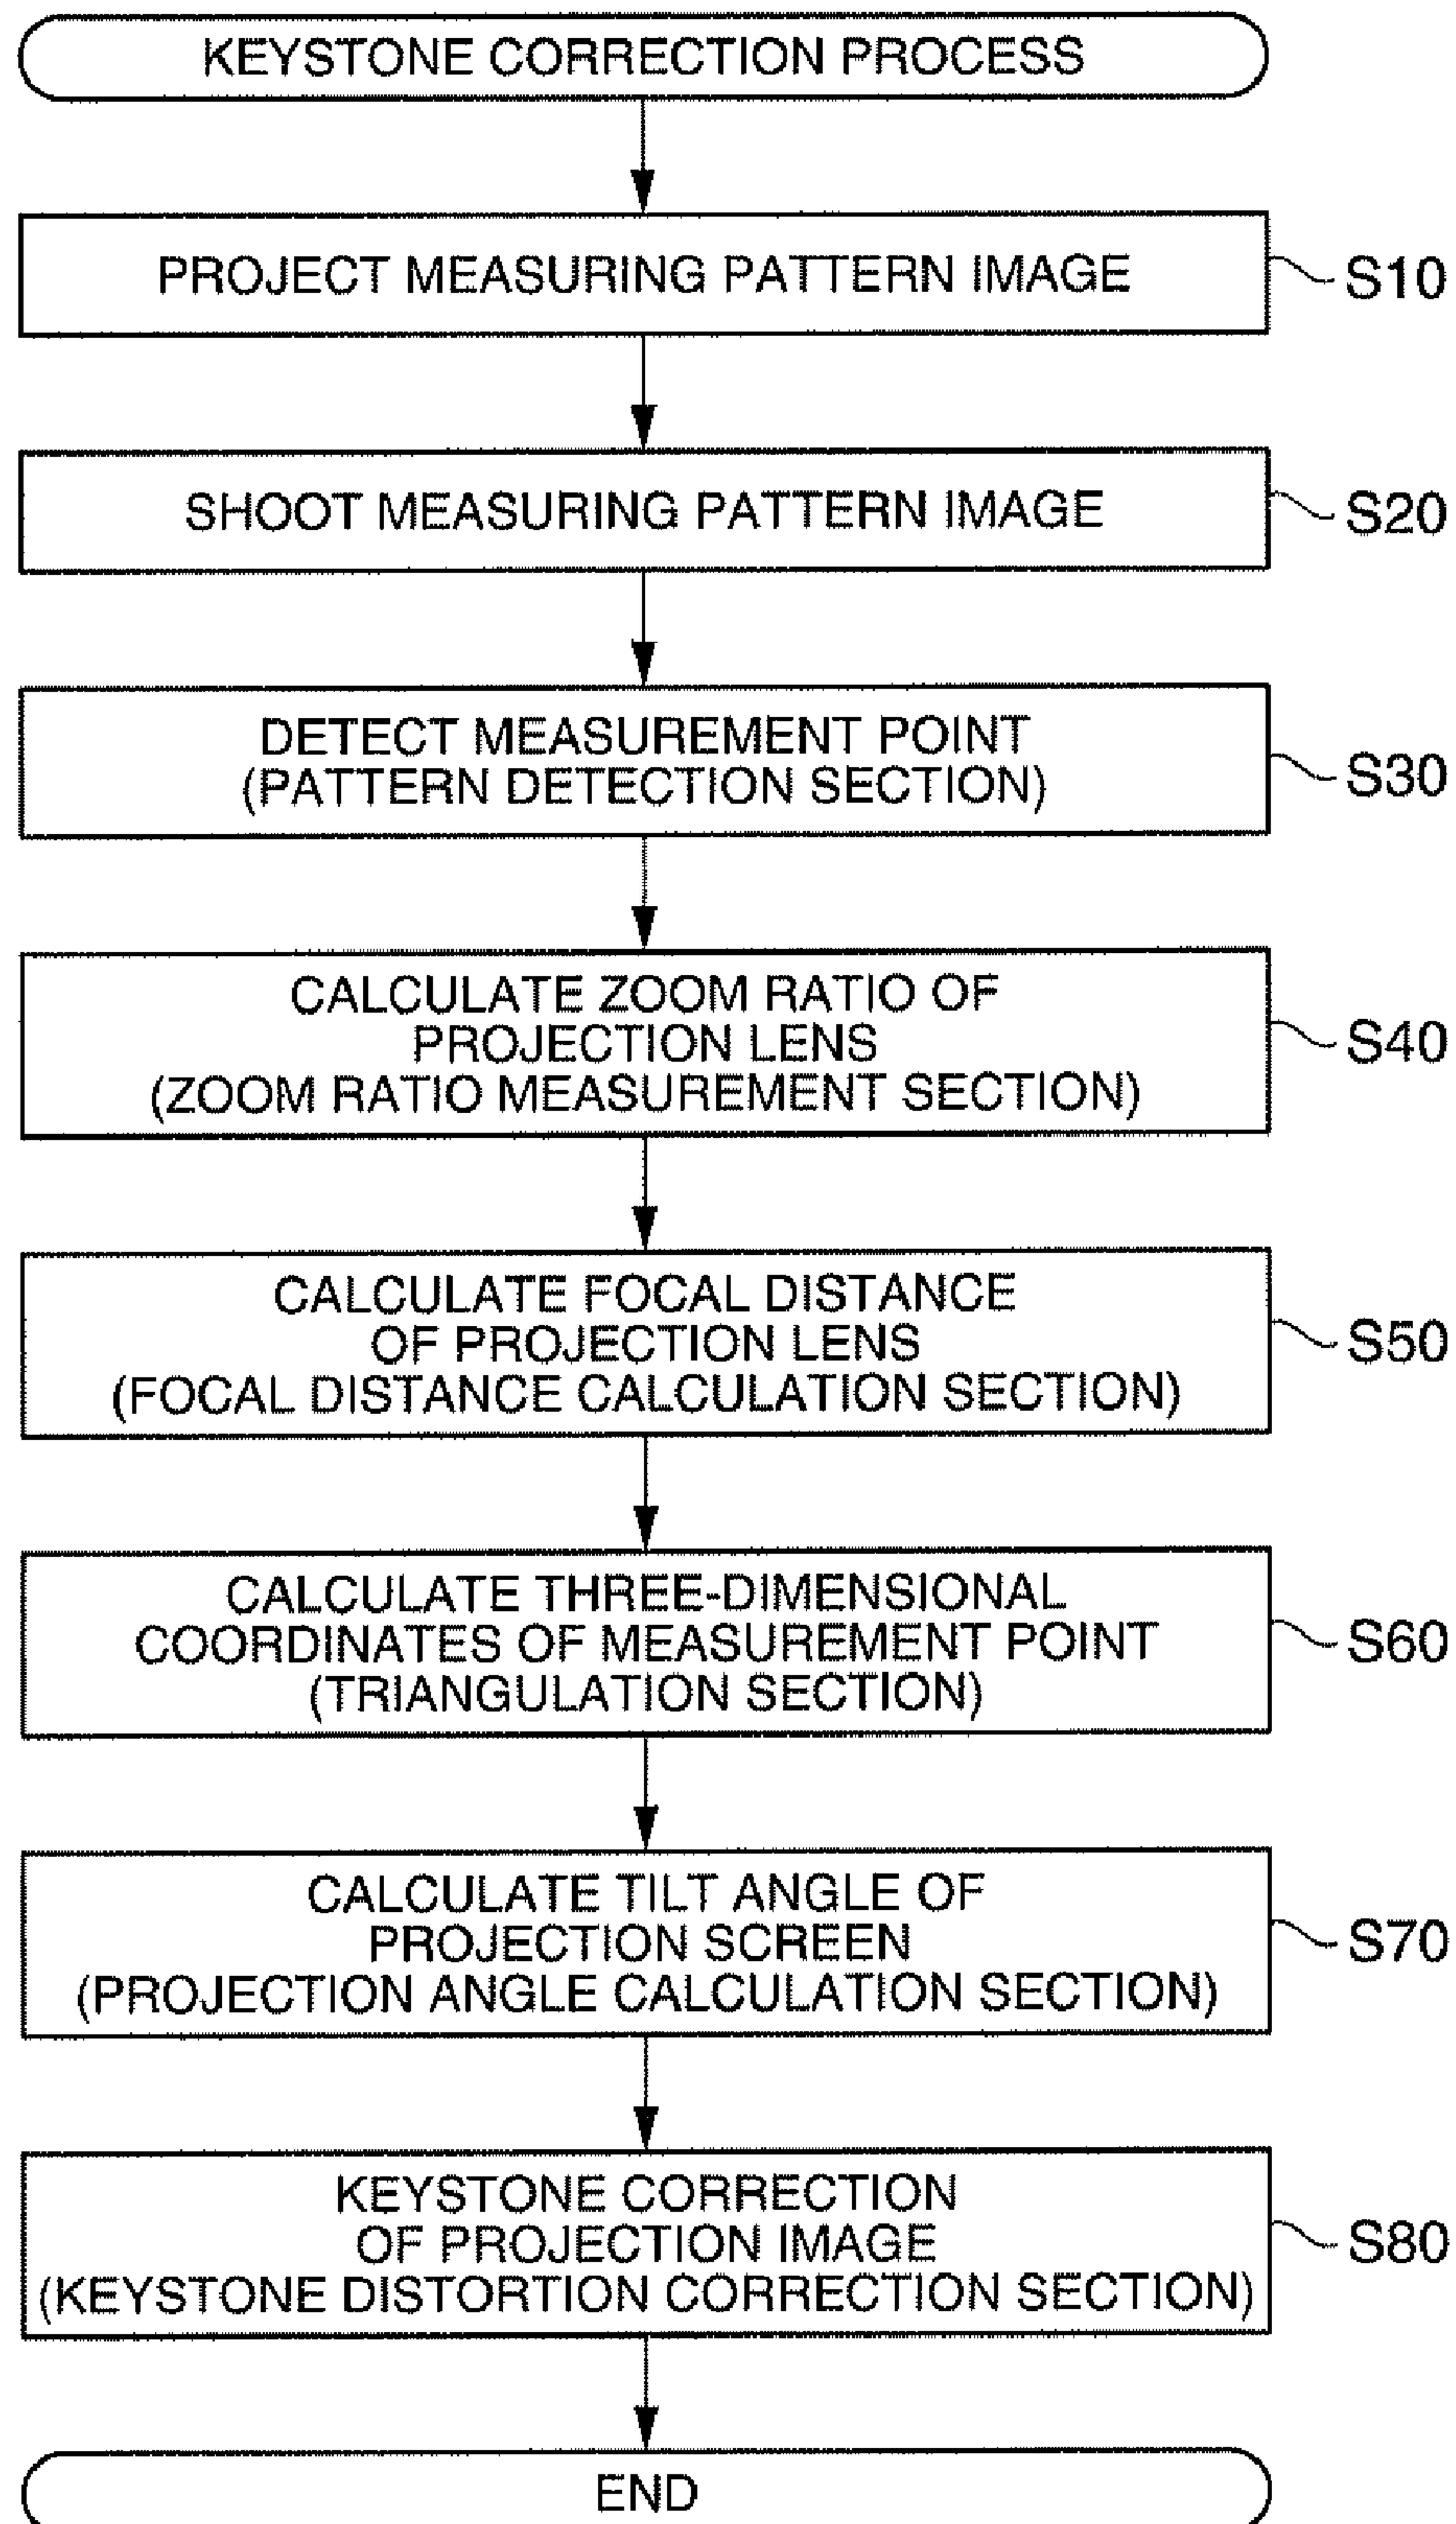 KEYSTONE CORRECTION PROCESS
PROJECT MEASURING PATTERN IMAGE
S10
SHOOT MEASURING PATTERN IMAGE
S20
DETECT MEASUREMENT POINT
(PATTERN DETECTION SECTION)
S30
CALCULATE ZOOM RATIO OF
PROJECTION LENS
(ZOOM RATIO MEASUREMENT SECTION)
S40
CALCULATE FOCAL DISTANCE
OF PROJECTION LENS
(FOCAL DISTANCE CALCULATION SECTION)
S50
CALCULATE THREE-DIMENSIONAL
COORDINATES OF MEASUREMENT POINT
(TRIANGULATION SECTION)
S60
CALCULATE TILT ANGLE OF
PROJECTION SCREEN
(PROJECTION ANGLE CALCULATION SECTION)
S70
KEYSTONE CORRECTION
OF PROJECTION IMAGE
(KEYSTONE DISTORTION CORRECTION SECTION)
S80
END